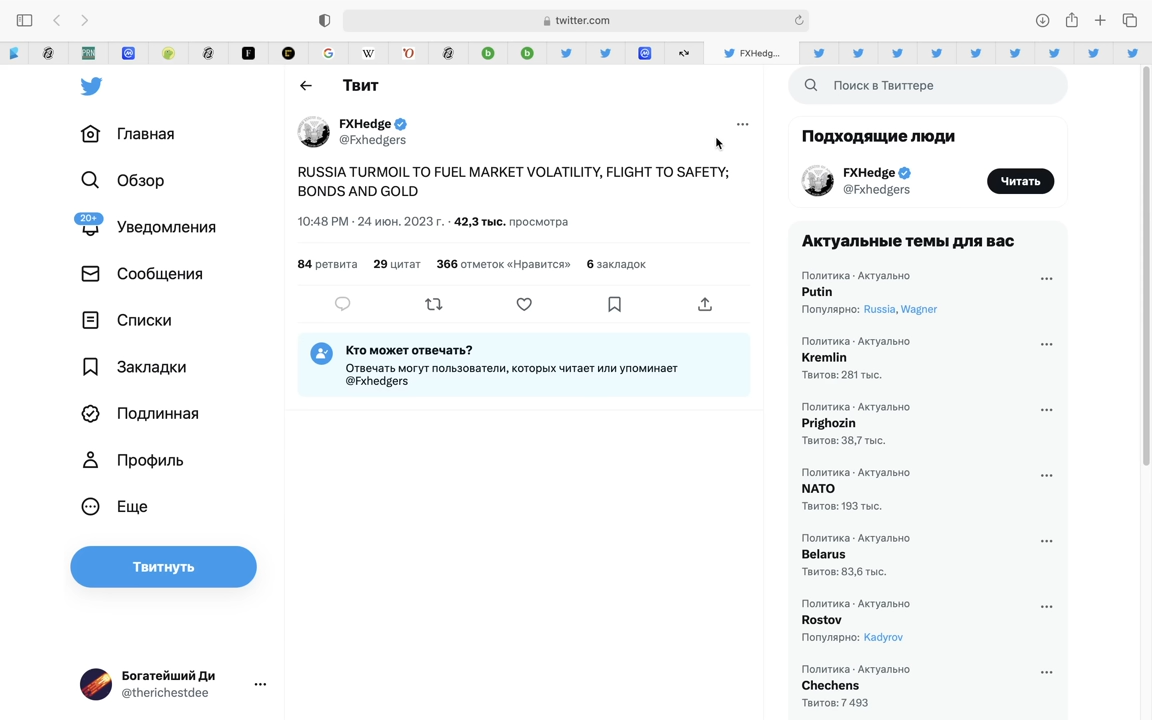 twitter.com
FXHedg...
Твит
Поиск в Твиттере
Главная
Обзор
20+
Уведомления
Сообщения
Списки
Закладки
Подлинная
Профиль
Еще
Твитнуть
Богатейший Ди
@therichestdee
FXHedge
@Fxhedgers
RUSSIA TURMOIL TO FUEL MARKET VOLATILITY, FLIGHT TO SAFETY;
BONDS AND GOLD
10:48 PM · 24 июн. 2023 г. · 42,3 тыс. просмотра
84 ретвита 29 цитат 366 отметок «Нравится» 6 закладок
Кто может отвечать?
Отвечать могут пользователи, которых читает или упоминает
@Fxhedgers
Подходящие люди
FXHedge
@Fxhedgers
Читать
Актуальные темы для вас
Политика · Актуально
Putin
Популярно: Russia, Wagner
Политика · Актуально
Kremlin
Твитов: 281 тыс.
Политика · Актуально
Prighozin
Твитов: 38,7 тыс.
Политика · Актуально
NATO
Твитов: 193 тыс.
Политика · Актуально
Belarus
Твитов: 83,6 тыс.
Политика · Актуально
Rostov
Популярно: Kadyrov
Политика · Актуально
Chechens
Твитов: 7 493